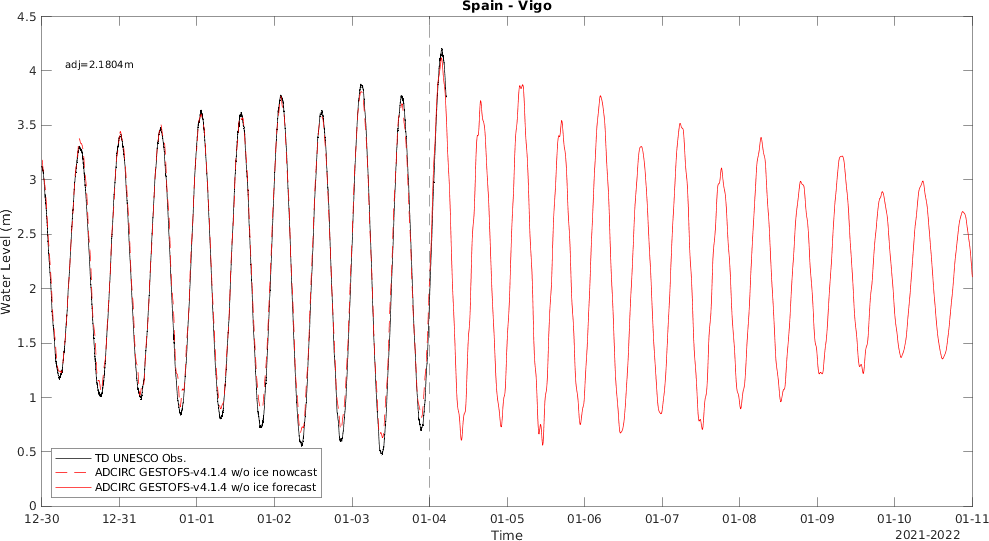 Spain - Vigo
4.5
4
3.5
3
2.5
2
1.5
1
0.5
0
Water Level (m)
adj=2.1804m
TD UNESCO Obs.
ADCIRC GESTOFS-v4.1.4 w/o ice nowcast
ADCIRC GESTOFS-v4.1.4 w/o ice forecast
12-30 12-31 01-01 01-02 01-03 01-04 01-05 01-06 01-07 01-08 01-09 01-10 01-11
Time
2021-2022